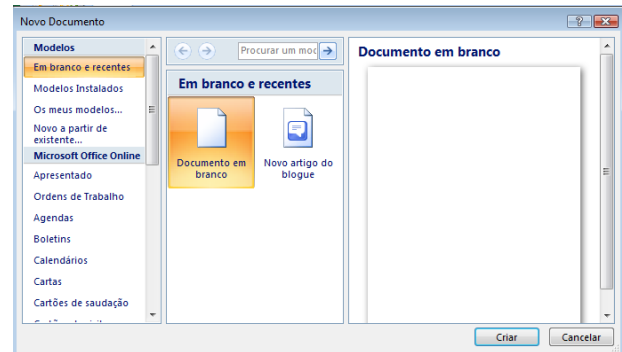 Novo Documento
Modelos
Em branco e recentes
Modelos Instalados
Os meus modelos...
Novo a partir de
existente...
Microsoft Office Online
Apresentado
Ordens de Trabalho
Agendas
Boletins
Calendários
Cartas
Cartões de saudação
Procurar um mod
Em branco e recentes
Documento em
branco
Novo artigo do
blogue
Documento em branco
Criar
Cancelar